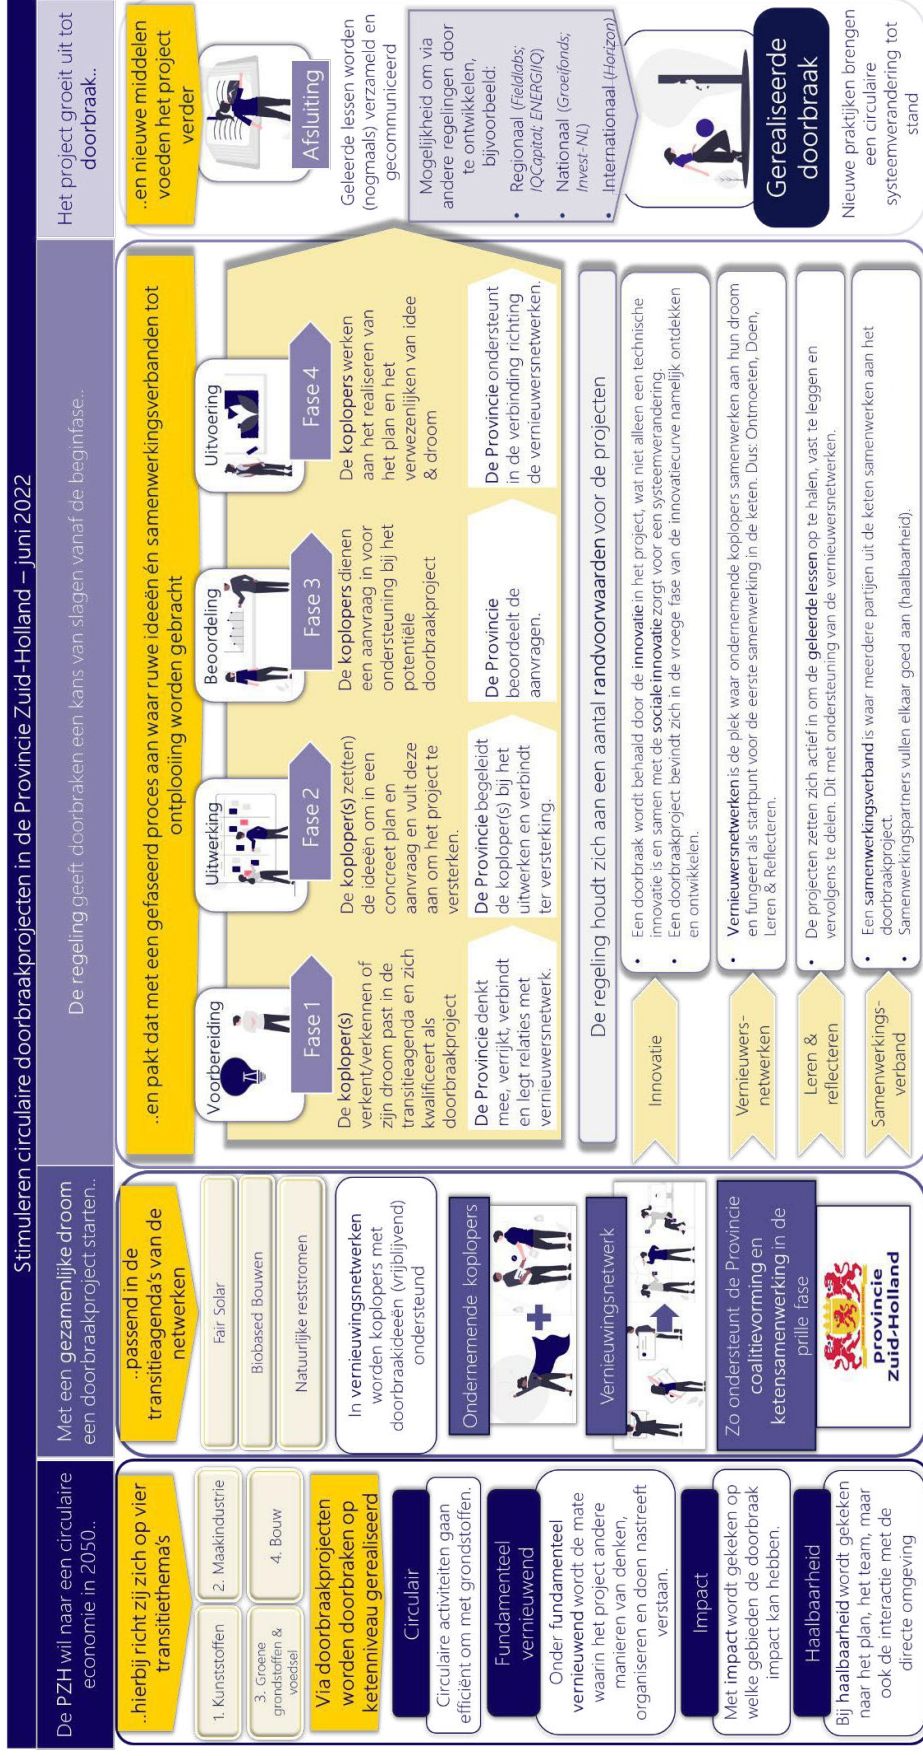 Stimuleren circulaire doorbraakprojecten in de Provincie Zuid-Holland – juni 2022
De PZH wil naar een circulaire
economie in 2050..
..hierbij richt zij zich op vier
transitiethema's
1. Kunststoffen
2. Maakindustrie
3. Groene
grondstoffen &
voedsel
4. Bouw
Via doorbraakprojecten
worden doorbraken op
ketenniveau gerealiseerd
Circulair
Circulaire activiteiten gaan
efficiënt om met grondstoffen.
Fundamenteel
vernieuwend
Onder fundamenteel
vernieuwend wordt de mate
waarin het project andere
manieren van denken,
organiseren en doen nastreeft
verstaan.
Impact
Met impact wordt gekeken op
welke gebieden de doorbraak
impact kan hebben.
Haalbaarheid
Bij haalbaarheid wordt gekeken
naar het plan, het team, maar
ook de interactie met de
directe omgeving
Met een gezamenlijke droom
een doorbraakproject starten..
..passend in de
transitieagenda's van de
netwerken
Fair Solar
Biobased Bouwen
Natuurlijke reststromen
In vernieuwingsnetwerken
worden koplopers met
doorbraakideeën (vrijblijvend)
ondersteund
Ondernemende koplopers
Vernieuwingsnetwerk
Zo ondersteunt de Provincie
coalitievorming en
ketensamenwerking in de
prille fase
provincie
Zuid-Holland
De regeling geeft doorbraken een kans van slagen vanaf de beginfase..
..en pakt dat met een gefaseerd proces aan waar ruwe ideeën én samenwerkingsverbanden tot
ontplooiing worden gebracht
Voorbereiding
Fase 1
De koploper(s)
verkent/verkennen of
zijn droom past in de
transitieagenda en zich
kwalificeert als
doorbraakproject
De Provincie denkt
mee, verrijkt, verbindt
en legt relaties met
vernieuwersnetwerk.
Uitwerking
Fase 2
De koploper(s) zet(ten)
de ideeën om in een
concreet plan en
aanvraag en vult deze
aan om het project te
versterken.
De Provincie begeleidt
de koploper(s) bij het
uitwerken en verbindt
ter versterking.
Beoordeling
Fase 3
De koplopers dienen
een aanvraag in voor
ondersteuning bij het
potentiële
doorbraakproject
De Provincie
beoordeelt de
aanvragen.
Uitvoering
Fase 4
De koplopers werken
aan het realiseren van
het plan en het
verwezenlijken van idee
& droom
De Provincie ondersteunt
in de verbinding richting
de vernieuwersnetwerken.
De regeling houdt zich aan een aantal randvoorwaarden voor de projecten
Innovatie
• Een doorbraak wordt behaald door de innovatie in het project, wat niet alleen een technische
innovatie is en samen met de sociale innovatie zorgt voor een systeemverandering.
• Een doorbraakproject bevindt zich in de vroege fase van de innovatiecurve namelijk ontdekken
en ontwikkelen.
Vernieuwers-
netwerken
• Vernieuwersnetwerken is de plek waar ondernemende koplopers samenwerken aan hun droom
en fungeert als startpunt voor de eerste samenwerking in de keten. Dus: Ontmoeten, Doen,
Leren & Reflecteren.
Leren &
reflecteren
• De projecten zetten zich actief in om de geleerde lessen op te halen, vast te leggen en
vervolgens te delen. Dit met ondersteuning van de vernieuwersnetwerken.
Samenwerkings-
verband
• Een samenwerkingsverband is waar meerdere partijen uit de keten samenwerken aan het
doorbraakproject.
• Samenwerkingspartners vullen elkaar goed aan (haalbaarheid).
Het project groeit uit tot
doorbraak..
..en nieuwe middelen
voeden het project
verder
Afsluiting
Geleerde lessen worden
(nogmaals) verzameld en
gecommuniceerd
Mogelijkheid om via
andere regelingen door
te ontwikkelen,
bijvoorbeeld:
• Regionaal (Fieldlabs;
IQCapital; ENERGIIQ)
• Nationaal (Groeifonds;
Invest-NL)
• Internationaal (Horizon)
Gerealiseerde
doorbraak
Nieuwe praktijken brengen
een circulaire
systeemverandering tot
stand